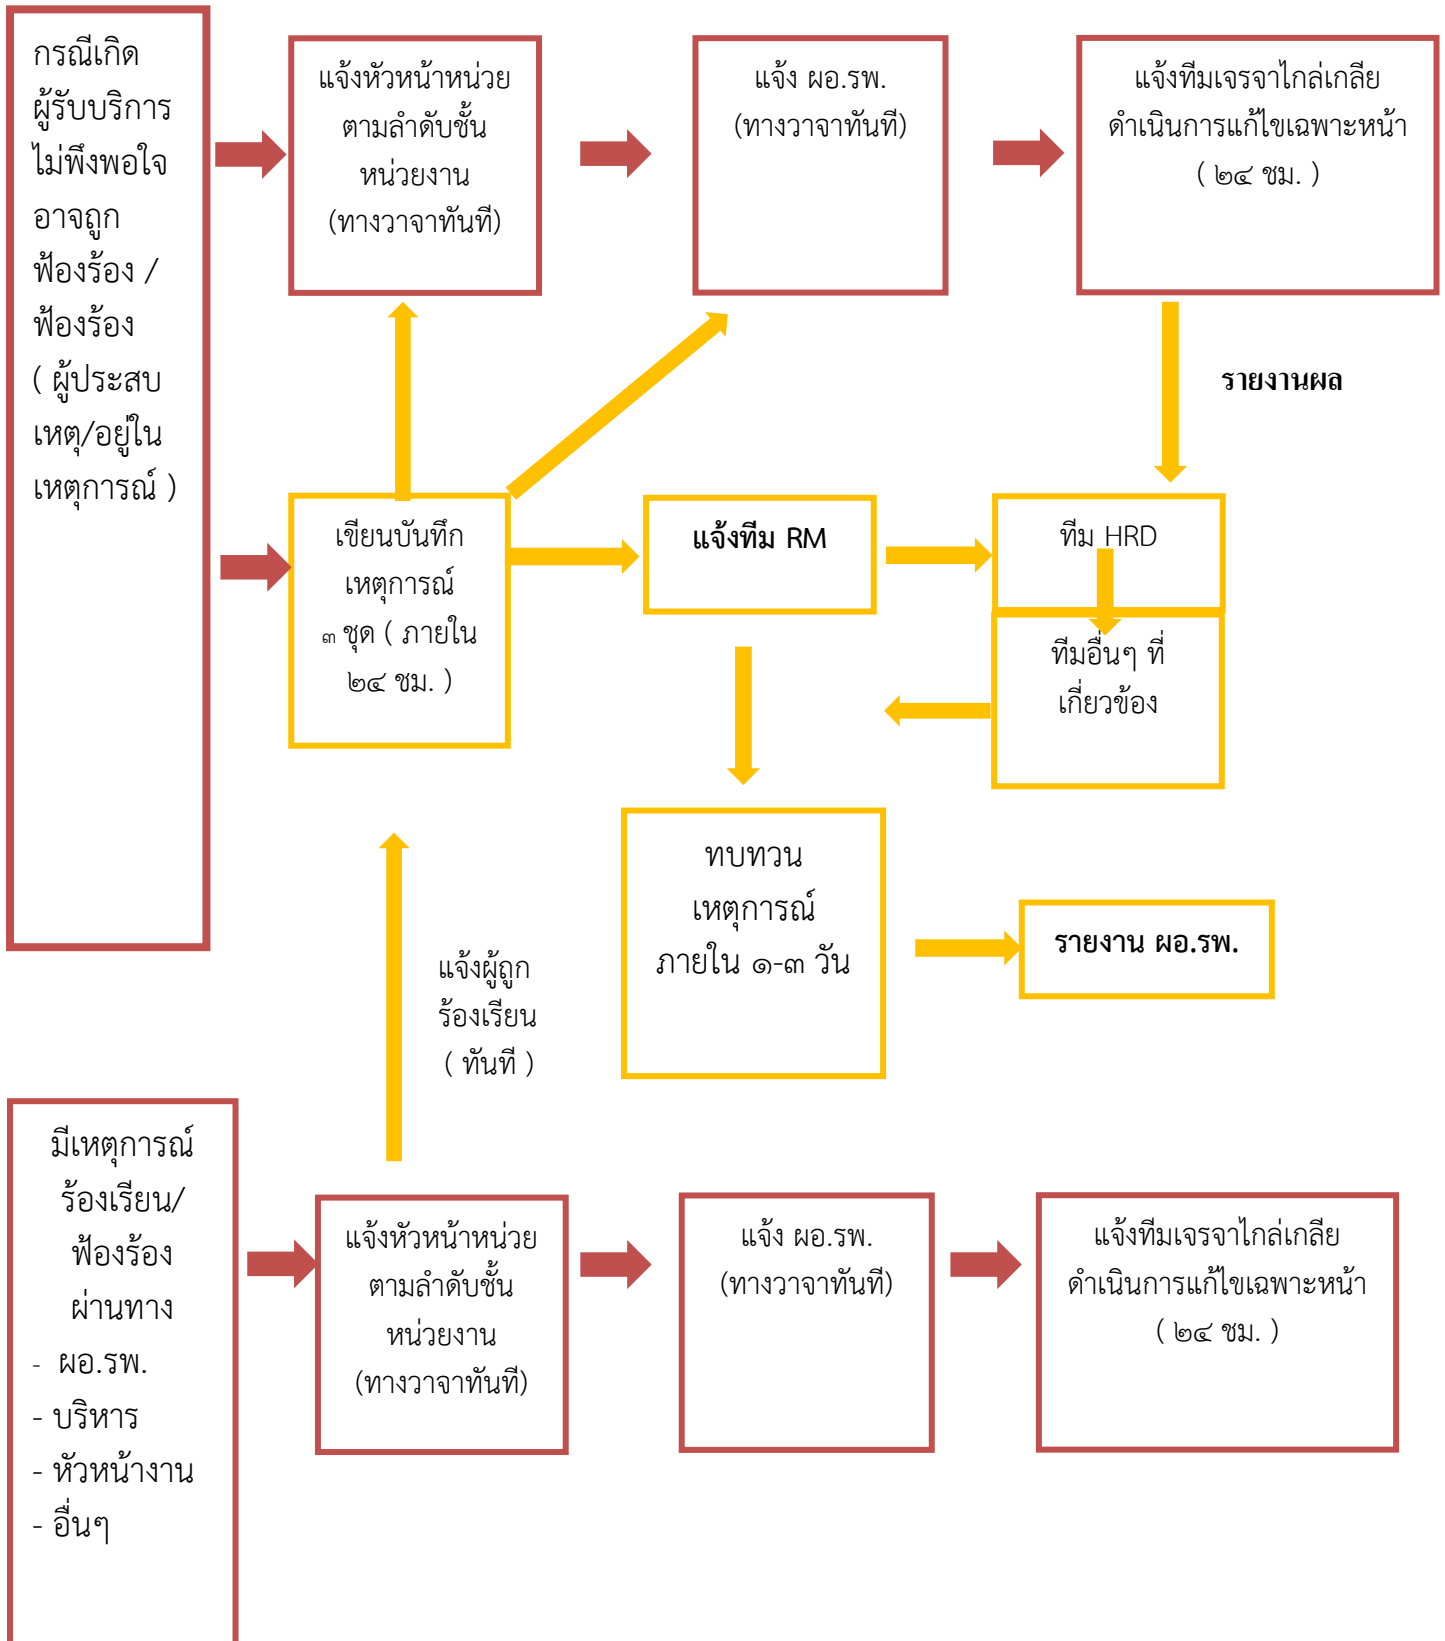 กรณีเกิด
ผู้รับบริการ
ไม่พึงพอใจ
อาจถูก
ฟ้องร้อง /
ฟ้องร้อง
( ผู้ประสบ
เหตุ/อยู่ใน
เหตุการณ์ )
แจ้งหัวหน้าหน่วย
ตามลำดับชั้น
หน่วยงาน
(ทางวาจาทันที)
แจ้ง ผอ.รพ.
(ทางวาจาทันที)
แจ้งทีมเจรจาไกล่เกลี่ย
ดำเนินการแก้ไขเฉพาะหน้า
( ๒๔ ชม. )
รายงานผล
เขียนบันทึก
เหตุการณ์
๓ ชุด ( ภายใน
๒๔ ชม. )
แจ้งทีม RM
ทีม HRD
ทีมอื่นๆ ที่
เกี่ยวข้อง
ทบทวน
เหตุการณ์
ภายใน ๑-๓ วัน
รายงาน ผอ.รพ.
แจ้งผู้ถูก
ร้องเรียน
( ทันที )
มีเหตุการณ์
ร้องเรียน/
ฟ้องร้อง
ผ่านทาง
- ผอ.รพ.
- บริหาร
- หัวหน้างาน
- อื่นๆ
แจ้งหัวหน้าหน่วย
ตามลำดับชั้น
หน่วยงาน
(ทางวาจาทันที)
แจ้ง ผอ.รพ.
(ทางวาจาทันที)
แจ้งทีมเจรจาไกล่เกลี่ย
ดำเนินการแก้ไขเฉพาะหน้า
( ๒๔ ชม. )